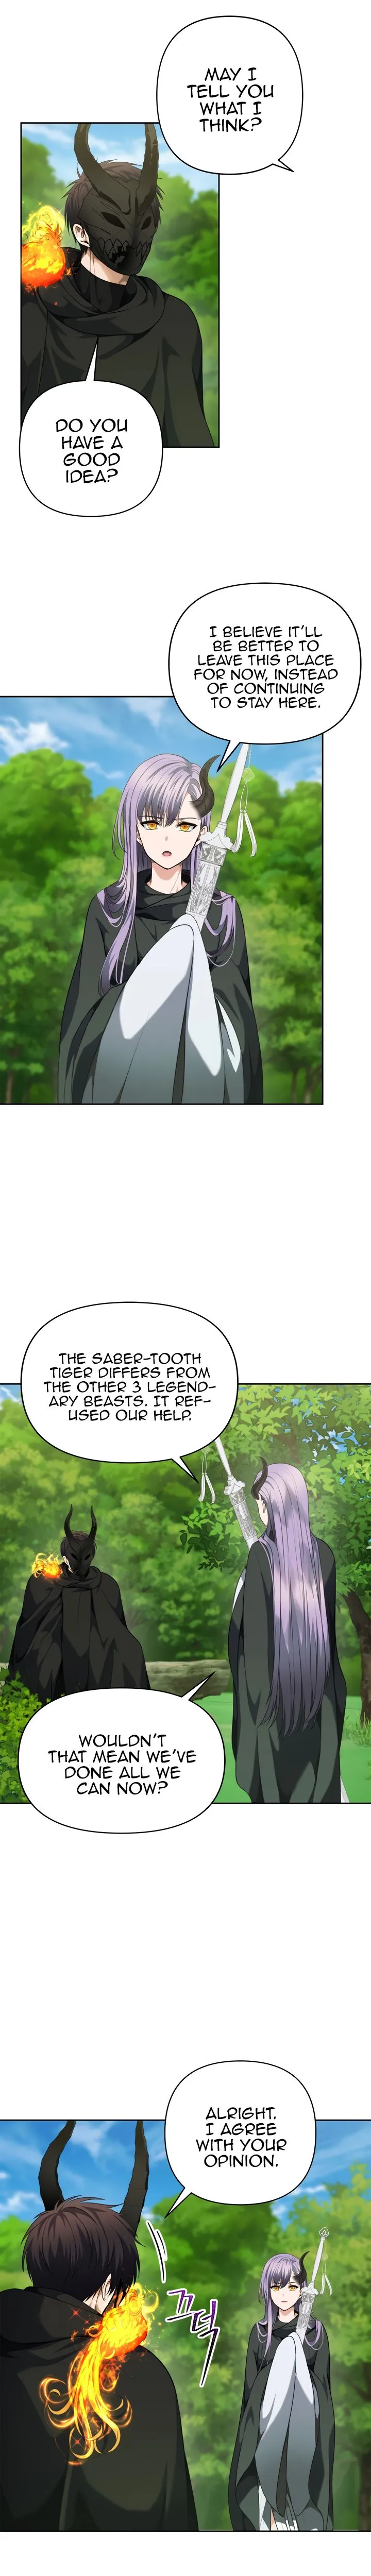 MAY I
TELL YOU
WHAT I
THINK?
DO YOU
HAVE A
GOOD
IDEA?
I BELIEVE IT'LL
BE BETTER TO
LEAVE THIS PLACE
FOR NOW, INSTEAD
OF CONTINUING
TO STAY HERE.
THE SABER-TOOTH
TIGER DIFFERS FROM
THE OTHER 3 LEGEND-
ARY BEASTS. IT REF-
USED OUR HELP.
WOULDN'T
THAT MEAN WE'VE
DONE ALL WE
CAN NOW?
ALRIGHT.
I AGREE
WITH YOUR
OPINION.
끄덕